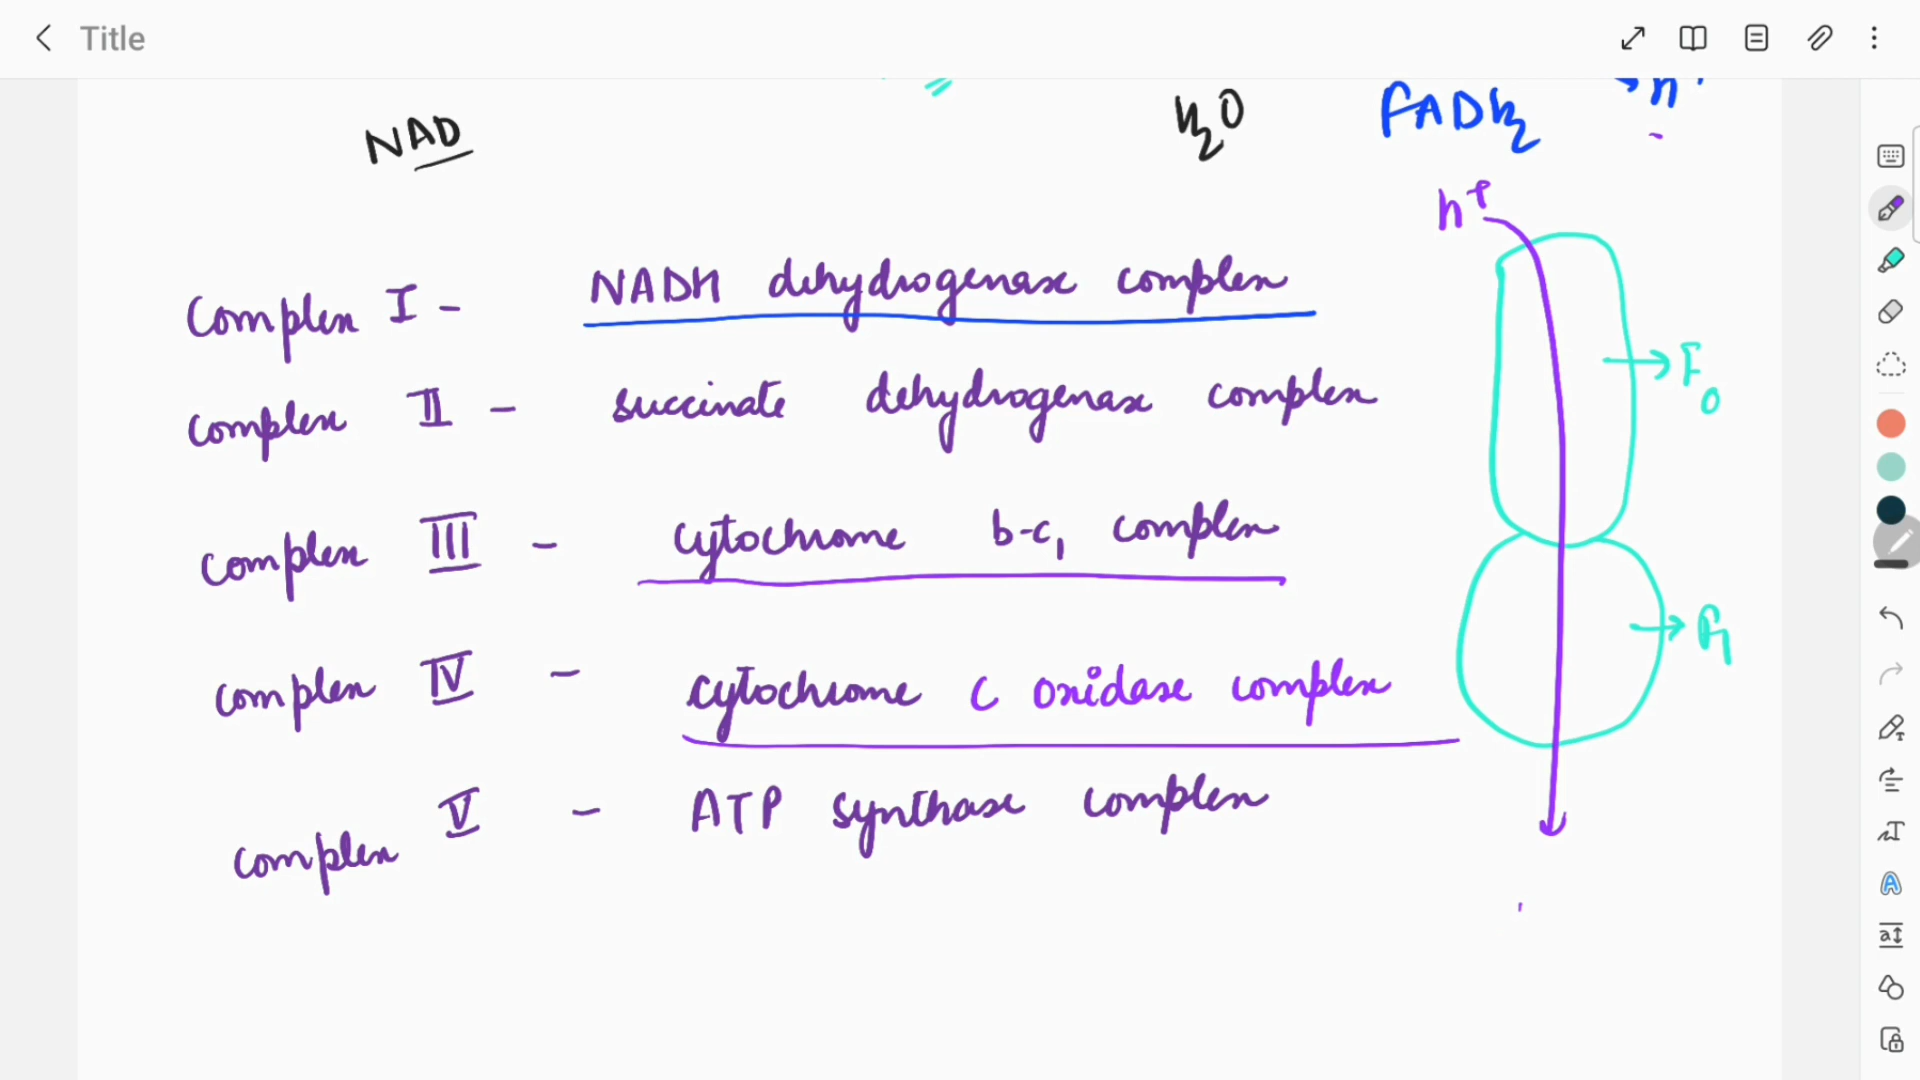 Title
NAD
H2O
FADH2
H+
h+
Complex I - NADH dehydrogenase complex
complex II - succinate dehydrogenase complex
F0
complex III - cytochrome b-c1 complex
F1
complex IV - cytochrome C oxidase complex
complex V - ATP synthase complex